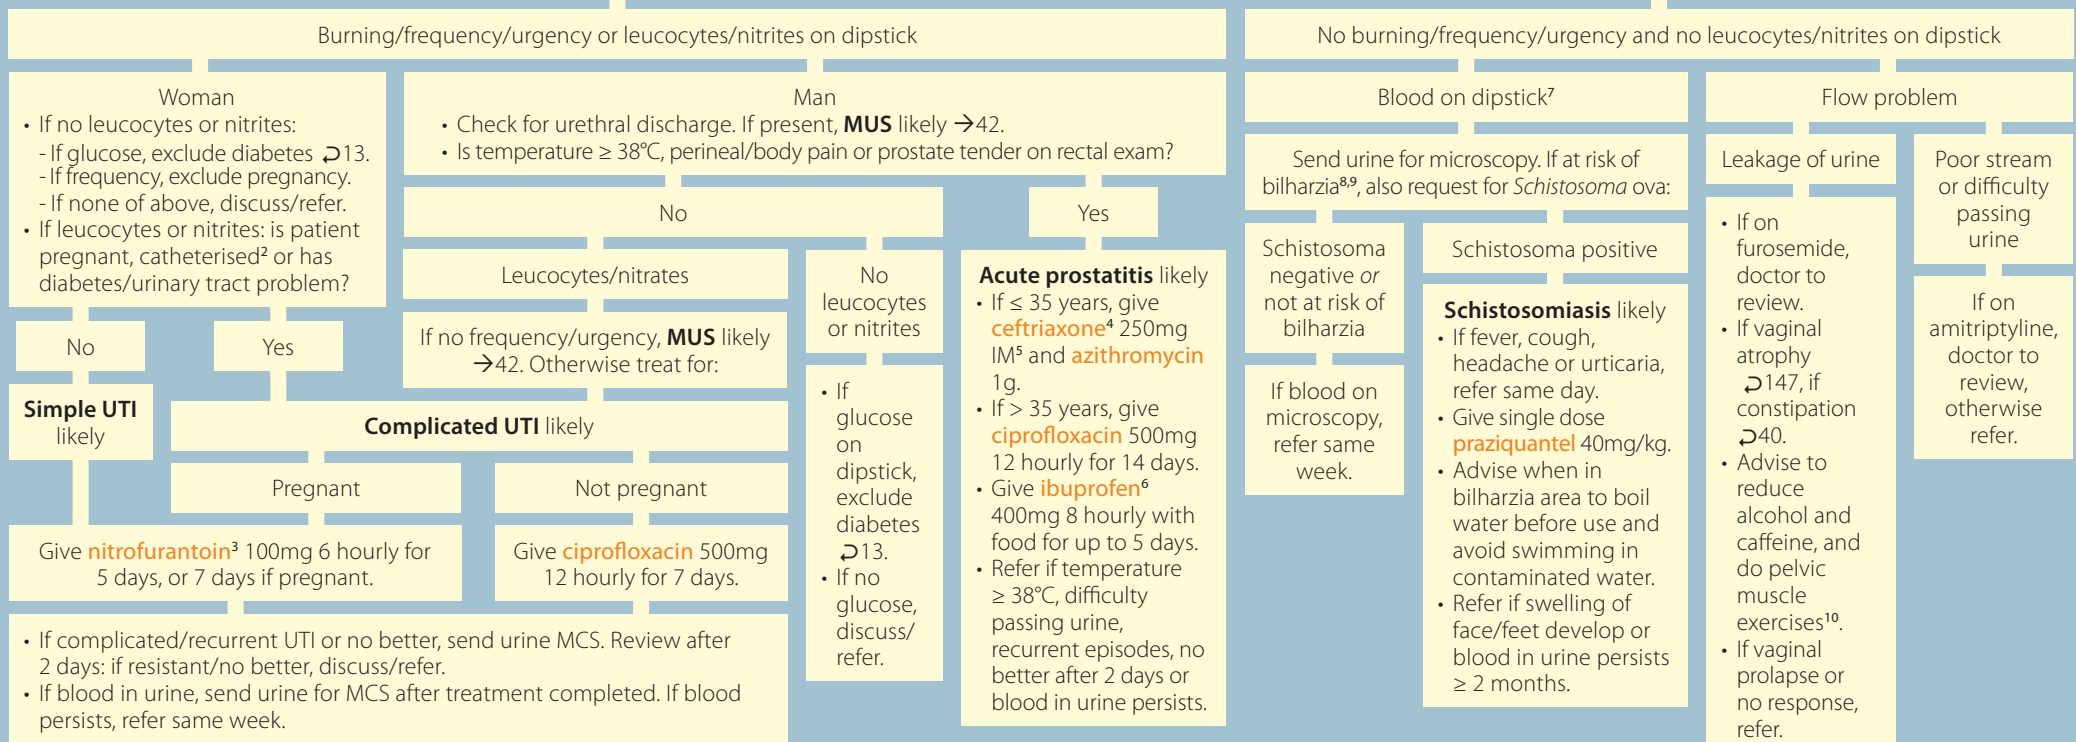 Burning/frequency/urgency or leucocytes/nitrites on dipstick
Woman
• If no leucocytes or nitrites:
- If glucose, exclude diabetes ⮌13.
- If frequency, exclude pregnancy.
- If none of above, discuss/refer.
• If leucocytes or nitrites: is patient
pregnant, catheterised² or has
diabetes/urinary tract problem?
No
Yes
Simple UTI
likely
Man
• Check for urethral discharge. If present, MUS likely →42.
• Is temperature ≥ 38°C, perineal/body pain or prostate tender on rectal exam?
No
Leucocytes/nitrates
If no frequency/urgency, MUS likely
→42. Otherwise treat for:
Complicated UTI likely
Pregnant
Not pregnant
Give nitrofurantoin³ 100mg 6 hourly for
5 days, or 7 days if pregnant.
Give ciprofloxacin 500mg
12 hourly for 7 days.
• If complicated/recurrent UTI or no better, send urine MCS. Review after
2 days: if resistant/no better, discuss/refer.
• If blood in urine, send urine for MCS after treatment completed. If blood
persists, refer same week.
No
leucocytes
or nitrites
• If
glucose
on
dipstick,
exclude
diabetes
⮌13.
• If no
glucose,
discuss/
refer.
Yes
Acute prostatitis likely
• If ≤ 35 years, give
ceftriaxone⁴ 250mg
IM⁵ and azithromycin
1g.
• If > 35 years, give
ciprofloxacin 500mg
12 hourly for 14 days.
• Give ibuprofen⁶
400mg 8 hourly with
food for up to 5 days.
• Refer if temperature
≥ 38°C, difficulty
passing urine,
recurrent episodes, no
better after 2 days or
blood in urine persists.
No burning/frequency/urgency and no leucocytes/nitrites on dipstick
Blood on dipstick⁷
Send urine for microscopy. If at risk of
bilharzia⁸,⁹, also request for Schistosoma ova:
Schistosoma
negative or
not at risk of
bilharzia
If blood on
microscopy,
refer same
week.
Schistosoma positive
Schistosomiasis likely
• If fever, cough,
headache or urticaria,
refer same day.
• Give single dose
praziquantel 40mg/kg.
• Advise when in
bilharzia area to boil
water before use and
avoid swimming in
contaminated water.
• Refer if swelling of
face/feet develop or
blood in urine persists
≥ 2 months.
Flow problem
Leakage of urine
• If on
furosemide,
doctor to
review.
• If vaginal
atrophy
⮌147, if
constipation
⮌40.
• Advise to
reduce
alcohol and
caffeine, and
do pelvic
muscle
exercises¹⁰.
• If vaginal
prolapse or
no response,
refer.
Poor stream
or difficulty
passing
urine
If on
amitriptyline,
doctor to
review,
otherwise
refer.